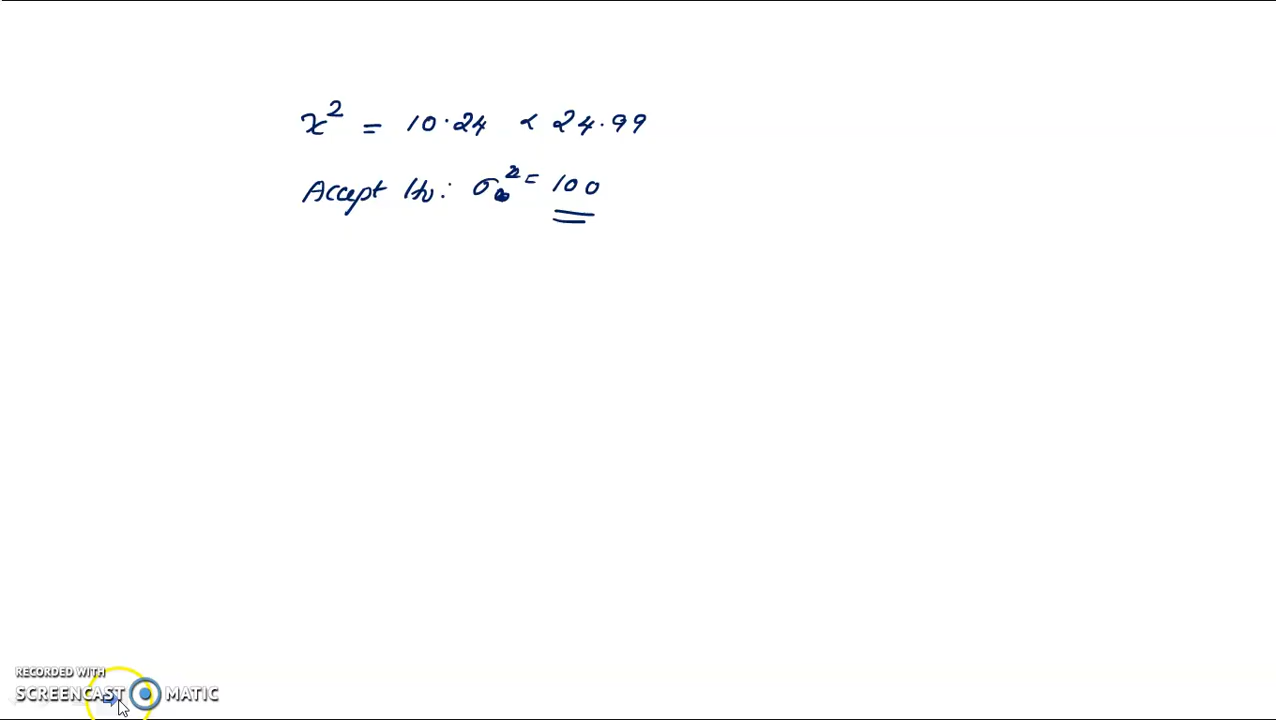 x² = 10.24 < 24.99
Accept H₀: σ₀² = 100
RECORDED WITH
SCREENCAST MATIC